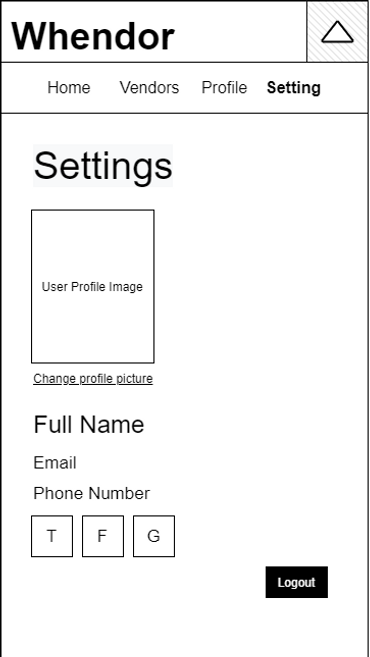 Whendor
Home Vendors Profile Setting
Settings
User Profile Image
Change profile picture
Full Name
Email
Phone Number
T F G
Logout